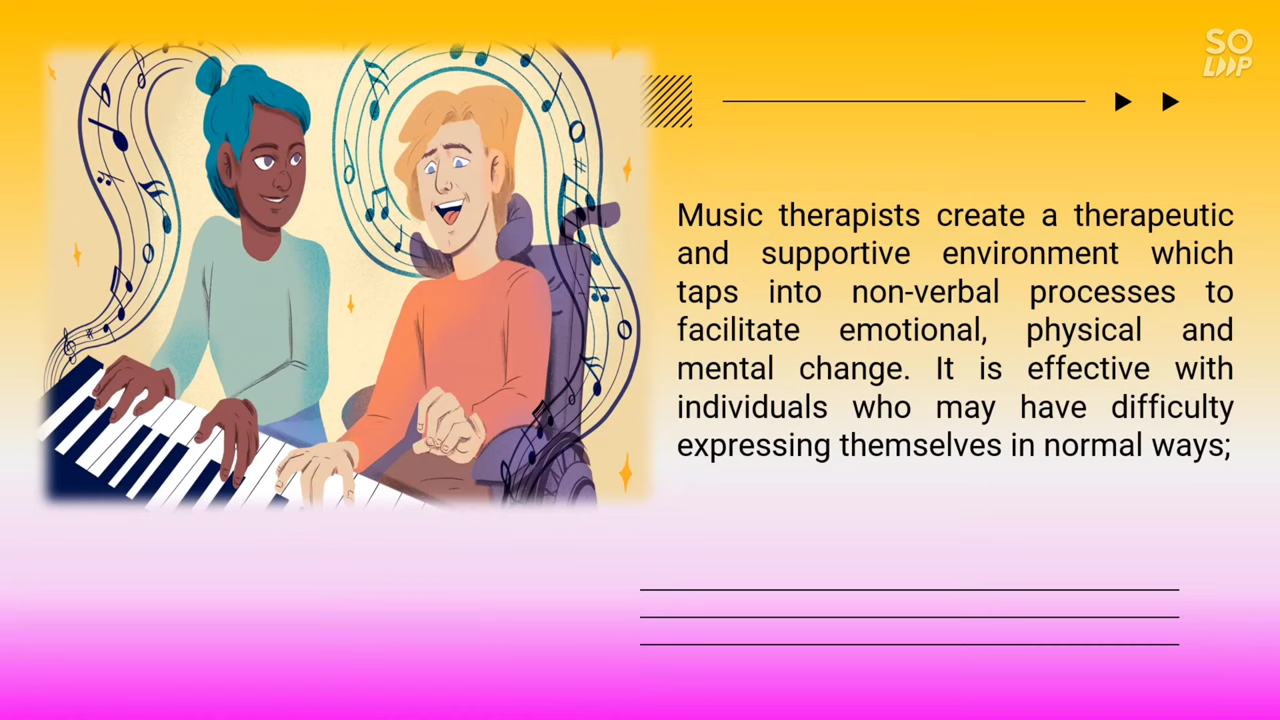 SO
LOOP
Music therapists create a therapeutic
and supportive environment which
taps into non-verbal processes to
facilitate emotional, physical and
mental change. It is effective with
individuals who may have difficulty
expressing themselves in normal ways;